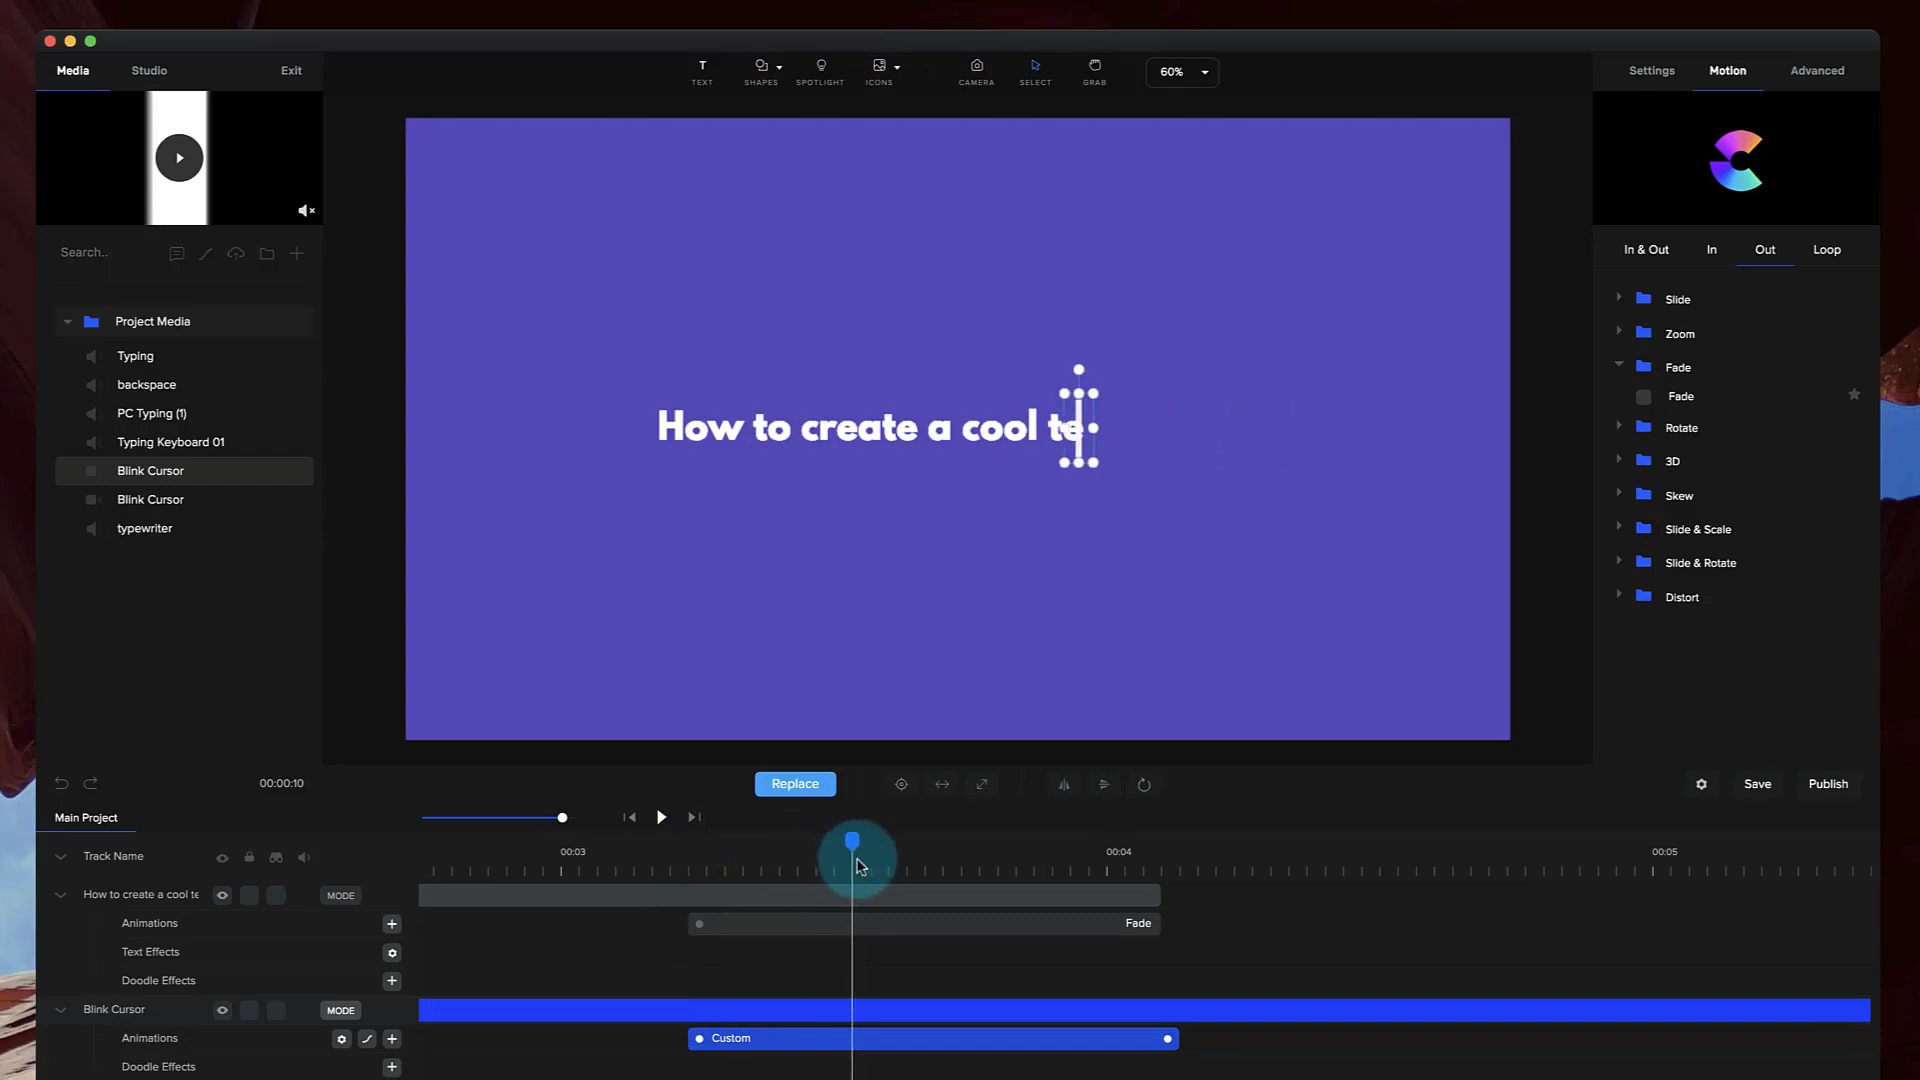 Media
Studio
Exit
TEXT
SHAPES
SPOTLIGHT
ICONS
CAMERA
SELECT
GRAB
60%
Settings
Motion
Advanced
Search..
In & Out
In
Out
Loop
Project Media
Typing
backspace
PC Typing (1)
Typing Keyboard 01
Blink Cursor
Blink Cursor
typewriter
How to create a cool te
Slide
Zoom
Fade
Fade
Rotate
3D
Skew
Slide & Scale
Slide & Rotate
Distort
00:00:10
Replace
Save
Publish
Main Project
Track Name
00:03
00:04
00:05
How to create a cool te
MODE
Animations
Fade
Text Effects
Doodle Effects
Blink Cursor
MODE
Animations
Custom
Doodle Effects